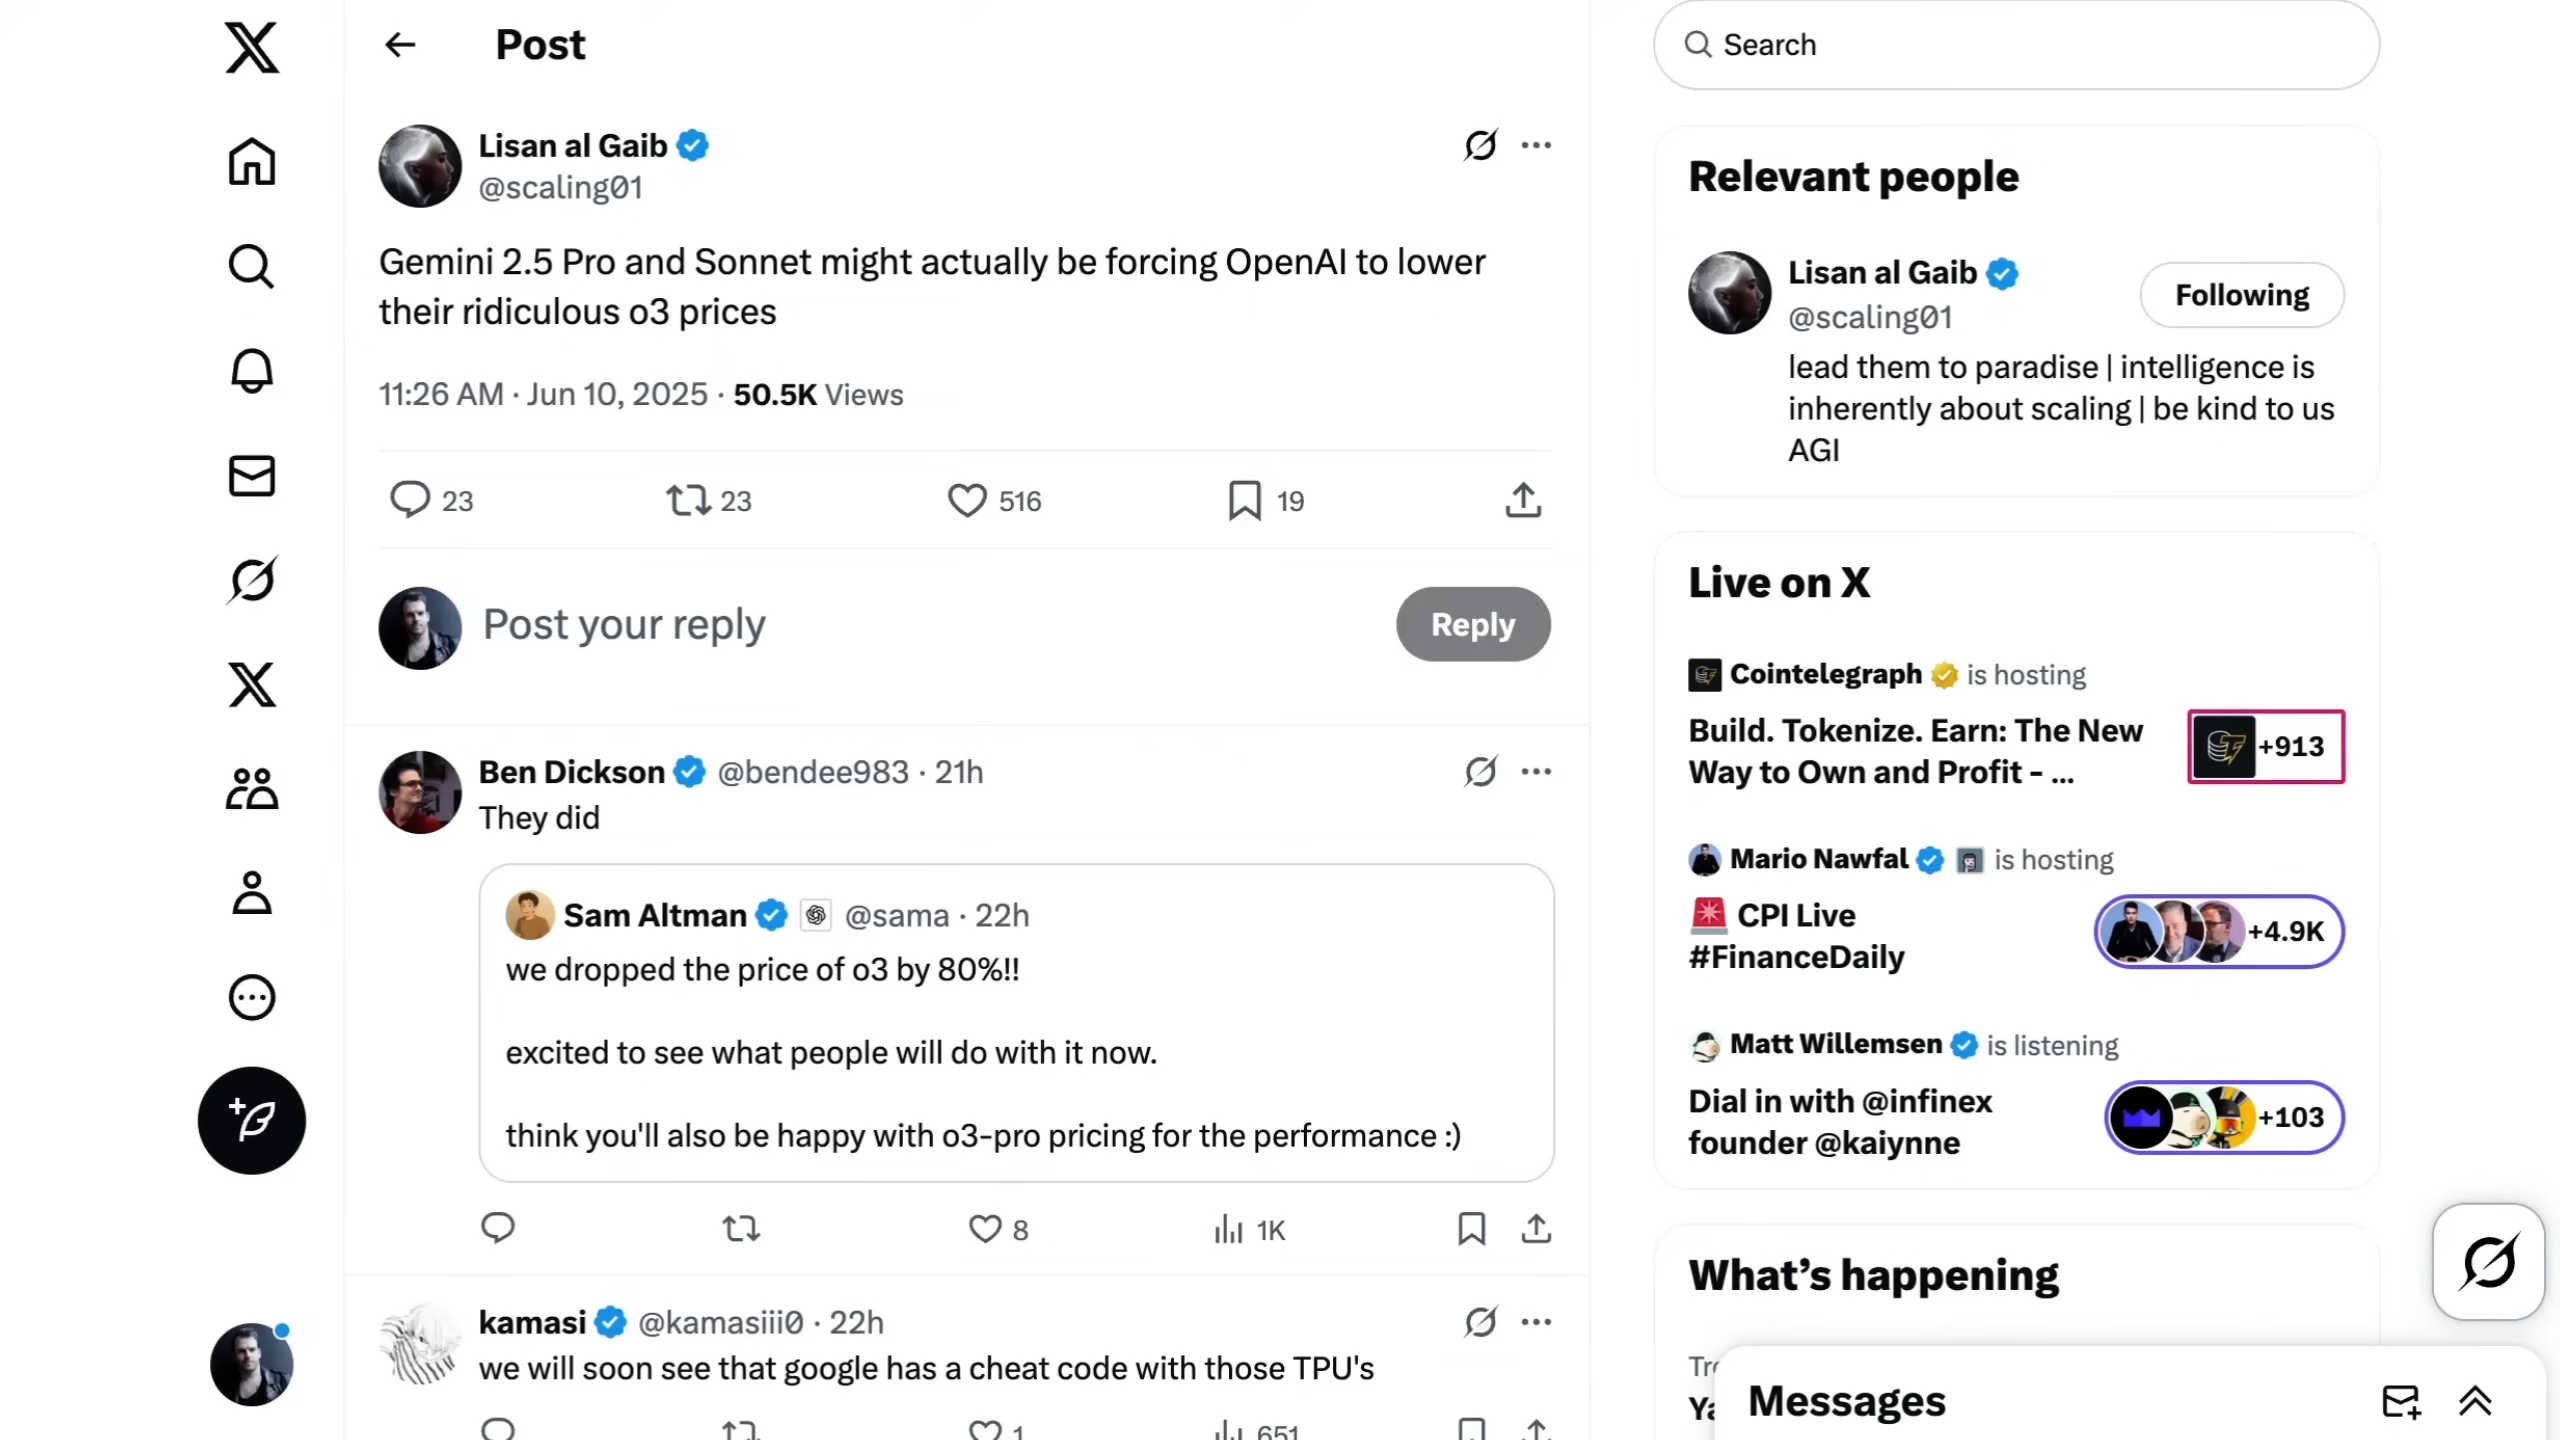 Post
Lisan al Gaib
@scaling01
Gemini 2.5 Pro and Sonnet might actually be forcing OpenAI to lower
their ridiculous o3 prices
11:26 AM · Jun 10, 2025 · 50.5K Views
23
23
516
19
Post your reply
Reply
Ben Dickson @bendee983 · 21h
They did
Sam Altman @sama · 22h
we dropped the price of o3 by 80%!!
excited to see what people will do with it now.
think you'll also be happy with o3-pro pricing for the performance :)
8
1K
kamasi @kamasiii0 · 22h
we will soon see that google has a cheat code with those TPU's
1
651
Search
Relevant people
Lisan al Gaib
@scaling01
Following
lead them to paradise | intelligence is
inherently about scaling | be kind to us
AGI
Live on X
Cointelegraph is hosting
Build. Tokenize. Earn: The New
Way to Own and Profit - ...
+913
Mario Nawfal is hosting
🚨 CPI Live
#FinanceDaily
+4.9K
Matt Willemsen is listening
Dial in with @infinex
founder @kaiynne
+103
What's happening
Messages